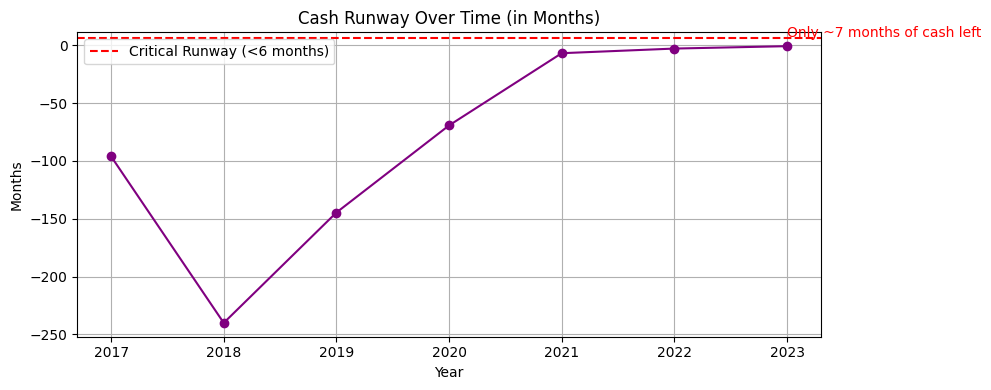 Cash Runway Over Time (in Months)
Only ~7 months of cash left
Critical Runway (<6 months)
Months
0
−50
−100
−150
−200
−250
2017 2018 2019 2020 2021 2022 2023
Year